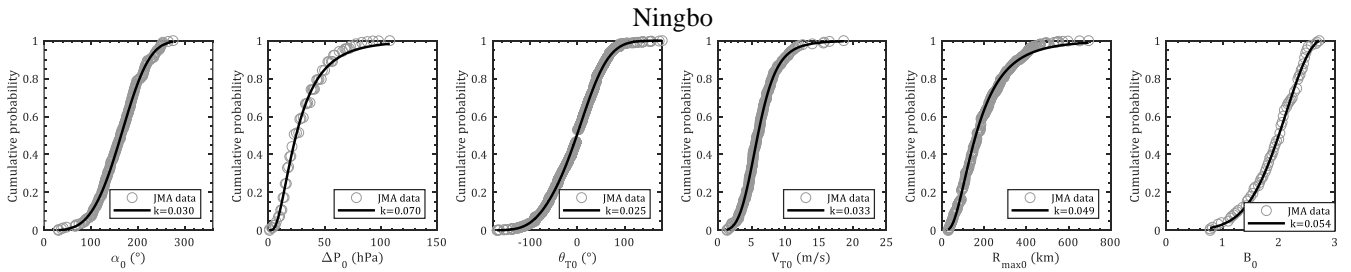 Ningbo
Cumulative probability
1
0.8
0.6
0.4
0.2
0
0 100 200 300
α0 (°)
JMA data
k=0.030
Cumulative probability
1
0.8
0.6
0.4
0.2
0
0 50 100 150
ΔP0 (hPa)
JMA data
k=0.070
Cumulative probability
1
0.8
0.6
0.4
0.2
0
-100 0 100
θT0 (°)
JMA data
k=0.025
Cumulative probability
1
0.8
0.6
0.4
0.2
0
0 5 10 15 20 25
VT0 (m/s)
JMA data
k=0.033
Cumulative probability
1
0.8
0.6
0.4
0.2
0
0 200 400 600 800
Rmax0 (km)
JMA data
k=0.049
Cumulative probability
1
0.8
0.6
0.4
0.2
0
0 1 2 3
B0
JMA data
k=0.054